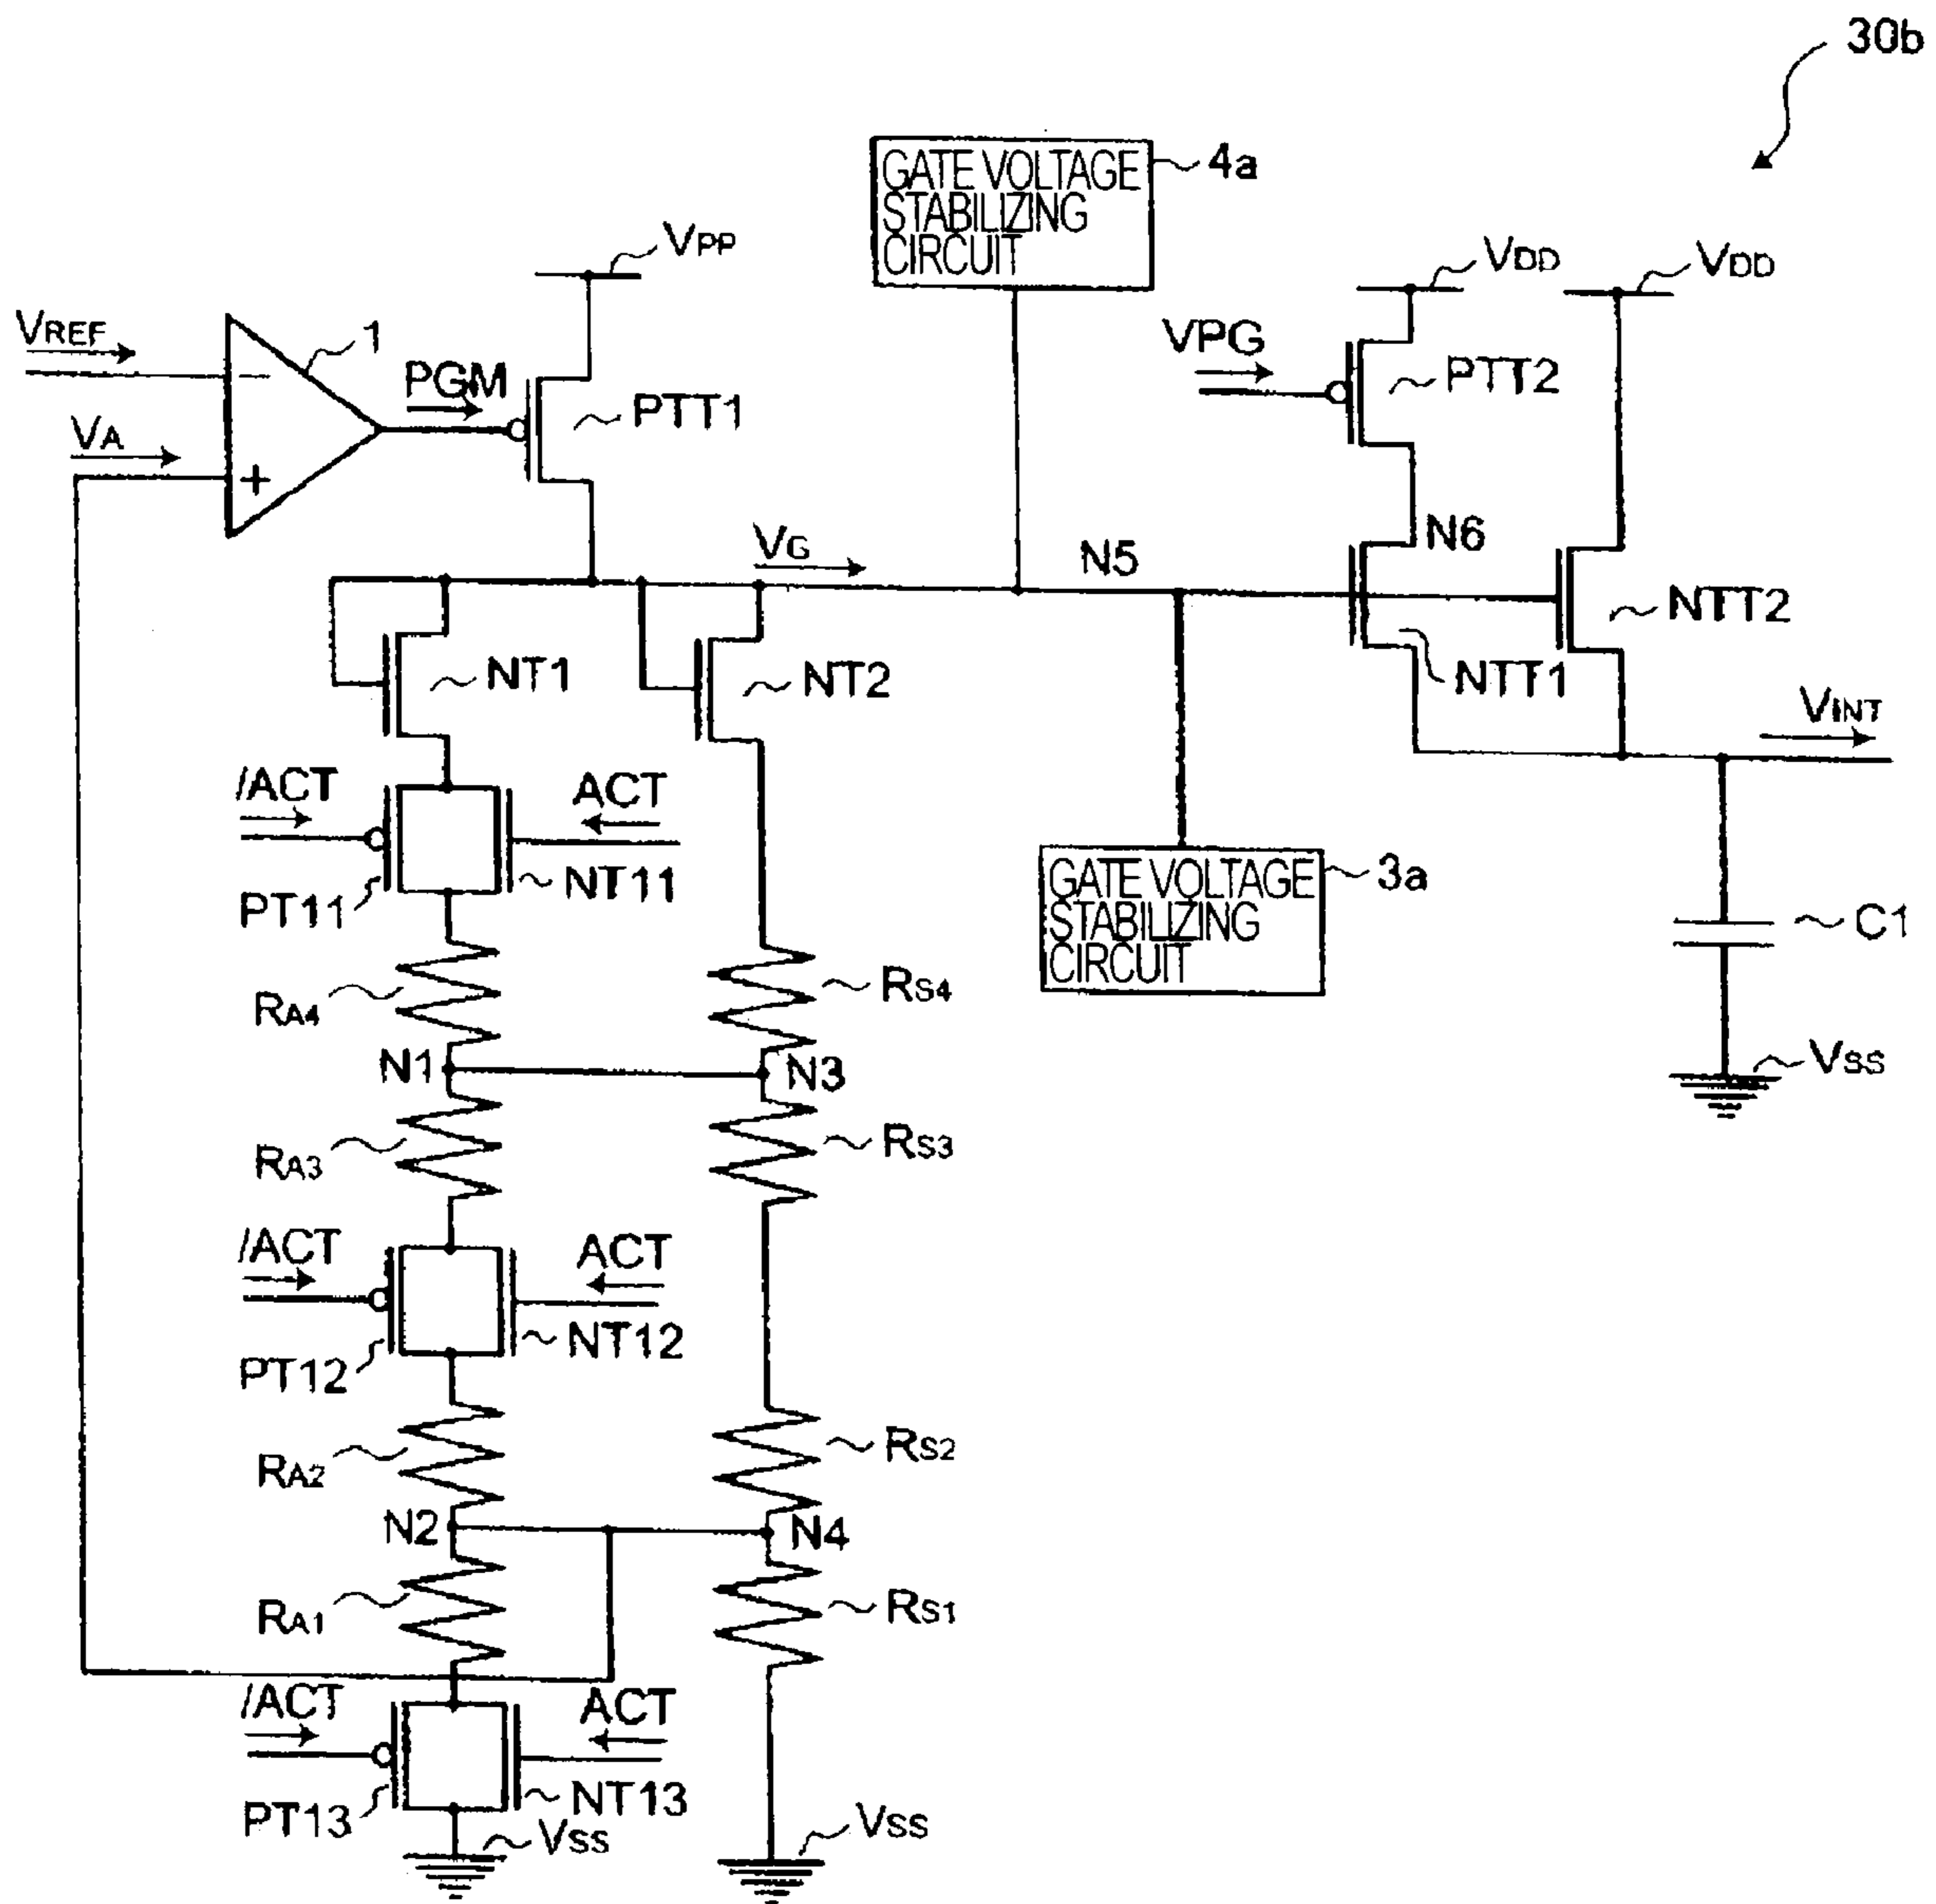 30b
GATE VOLTAGE
STABILIZING
CIRCUIT
4a
VPP
VDD
VDD
VREF
1
PGM
VPG
PTT2
PTT1
VA
−
+
VG
N5
N6
NTT2
NT1
NT2
NTT1
VINT
/ACT
ACT
PT11
NT11
GATE VOLTAGE
STABILIZING
CIRCUIT
3a
C1
RA4
RS4
N1
N3
VSS
RA3
RS3
/ACT
ACT
PT12
NT12
RA2
RS2
N2
N4
RA1
RS1
/ACT
ACT
PT13
NT13
VSS
VSS